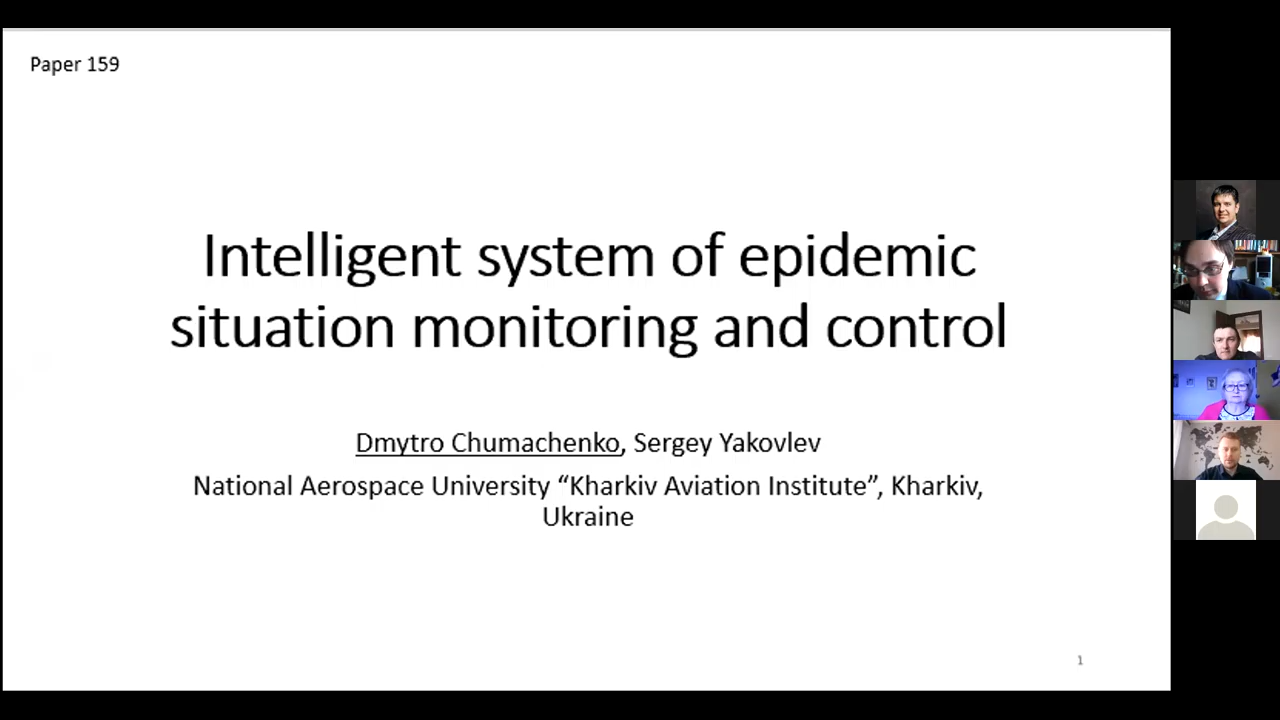 Paper 159
Intelligent system of epidemic
situation monitoring and control
Dmytro Chumachenko, Sergey Yakovlev
National Aerospace University “Kharkiv Aviation Institute”, Kharkiv,
Ukraine
1